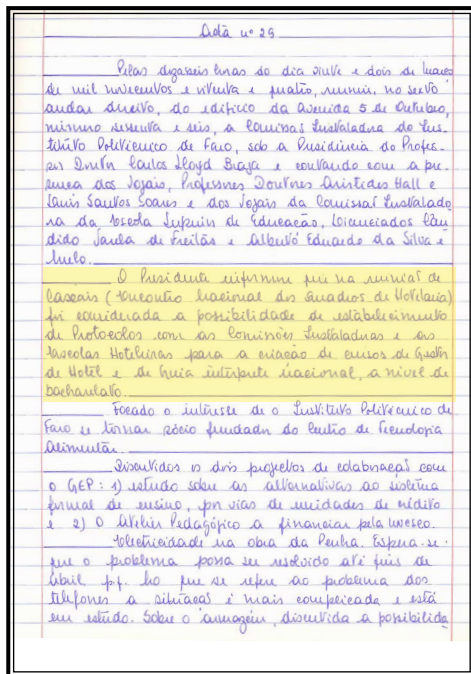 Acta nº 29
Pelas dezasseis horas do dia vinte e dois de Março
de mil novecentos e oitenta e quatro, reuniu, no sexto
andar direito, do edifício da Avenida 5 de Outubro,
número sessenta e seis, a Comissão Instaladora do Ins-
tituto Politécnico de Faro, sob a Presidência do Profes-
sor Doutor Carlos Lloyd Braga e contando com a pre-
sença dos Vogais, Professores Doutores Aristides Hall e
Luís Santos Soares e dos Vogais da Comissão Instalado
ra da Escola Superior de Educação, Licenciados Cân
dido Varela de Freitas e Alberto Eduardo da Silva e
Melo.
O Presidente informou que na reunião de
Cascais (Encontro Nacional dos Quadros de Hotelaria)
foi considerada a possibilidade de estabelecimento
de Protocolos com as Comissões Instaladoras e as
Escolas Hoteleiras para a criação de cursos de Gestor
de Hotel e de Guia intérprete nacional, a nível de
bacharelato.
Focado o interesse de o Instituto Politécnico de
Faro se tornar sócio fundador do Centro de Tecnologia
Alimentar.
Discutidos os dois projectos de colaboração com
o GEP: 1) estudo sobre as alternativas ao sistema
formal de ensino, por vias de unidades de crédito
e 2) O Atelier Pedagógico a financiar pela Unesco.
Electricidade na obra da Penha. Espera-se
que o problema possa ser resolvido até fins de
Abril p.f. No que se refere ao problema dos
telefones a situação é mais complicada e está
em estudo. Sobre o armazém, discutida a possibilida